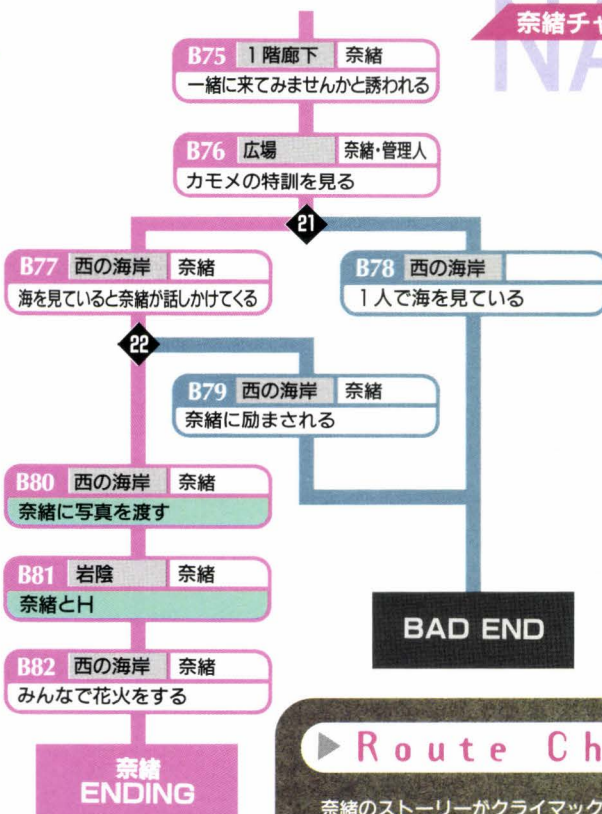 奈緒チャ
NA
B75 1階廊下 奈緒
一緒に来てみませんかと誘われる
B76 広場 奈緒・管理人
カモメの特訓を見る
21
B77 西の海岸 奈緒
海を見ていると奈緒が話しかけてくる
B78 西の海岸
1人で海を見ている
22
B79 西の海岸 奈緒
奈緒に励まされる
B80 西の海岸 奈緒
奈緒に写真を渡す
B81 岩陰 奈緒
奈緒とH
BAD END
B82 西の海岸 奈緒
みんなで花火をする
奈緒
ENDING
Route Ch
奈緒のストーリーがクライマック